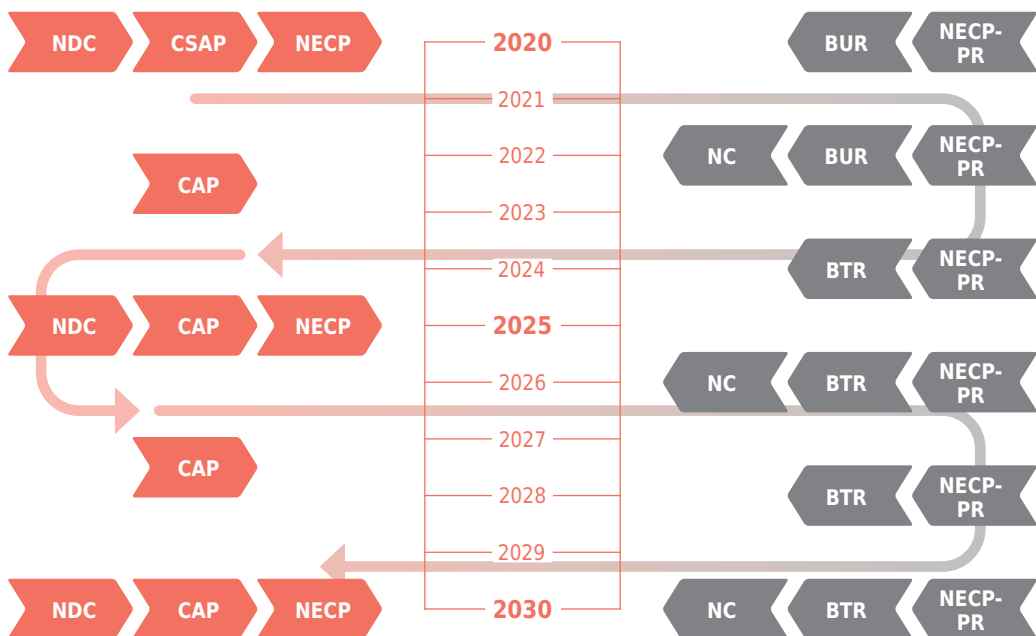 NDC CSAP NECP 2020 BUR NECP-
PR
2021
2022 NC BUR NECP-
PR
CAP
2023
2024 BTR NECP-
PR
NDC CAP NECP 2025
2026 NC BTR NECP-
PR
2027
CAP
2028 BTR NECP-
PR
2029
NDC CAP NECP 2030 NC BTR NECP-
PR